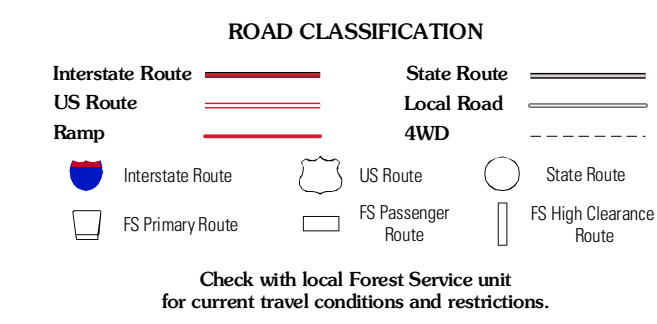 ROAD CLASSIFICATION
Interstate Route
State Route
US Route
Local Road
Ramp
4WD
Interstate Route
US Route
State Route
FS Primary Route
FS Passenger
Route
FS High Clearance
Route
Check with local Forest Service unit
for current travel conditions and restrictions.